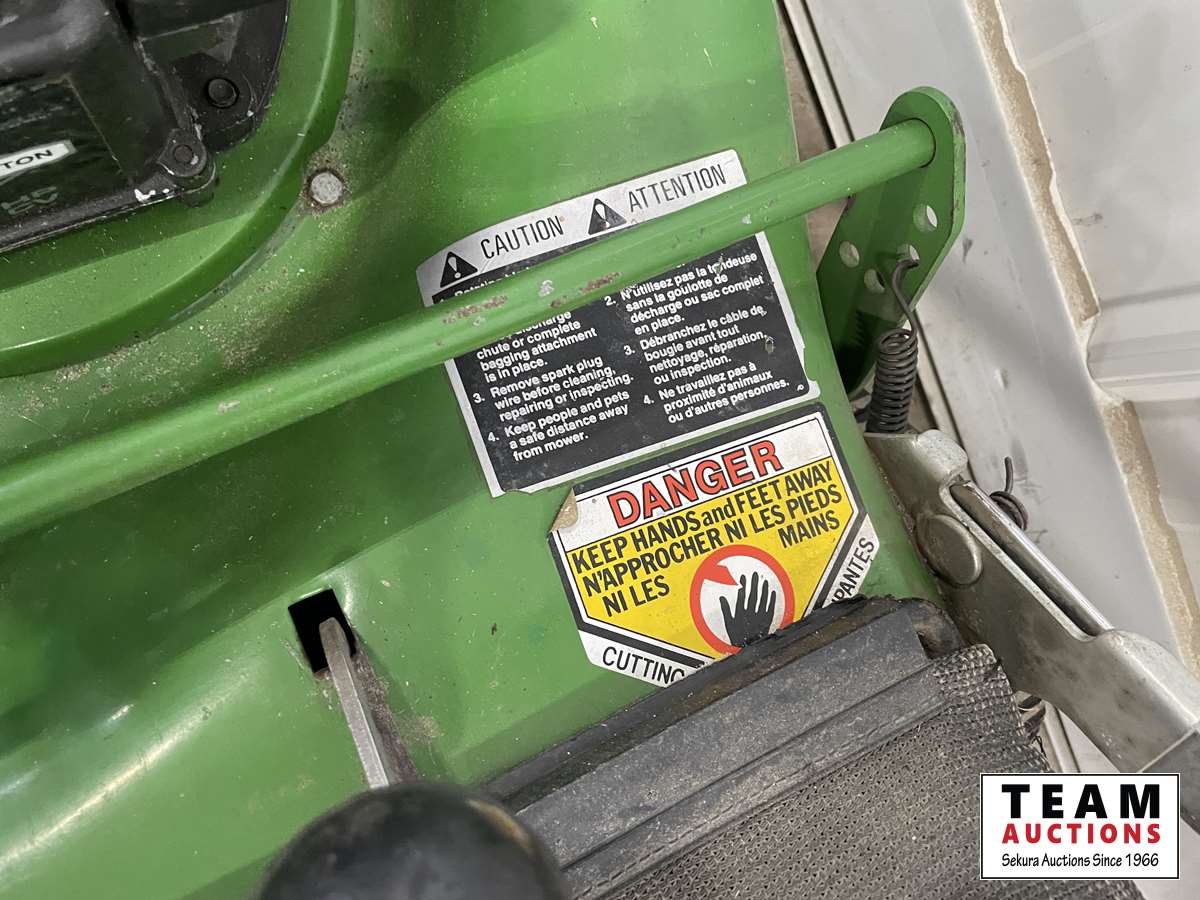 TON
CAUTION ATTENTION
chute or complete
bagging attachment
is in place.
3. Remove spark plug
wire before cleaning,
repairing or inspecting.
4. Keep people and pets
a safe distance away
from mower.
2. N'utilisez pas la tondeuse
sans la goulotte de
décharge ou sac complet
en place.
3. Débranchez le câble de
bougie avant tout
nettoyage, réparation,
ou inspection.
4. Ne travaillez pas à
proximité d'animaux
ou d'autres personnes.
DANGER
KEEP HANDS and FEET AWAY
N'APPROCHER NI LES PIEDS
NI LES MAINS
CUTTING
PANTES
TEAM
AUCTIONS
Sekura Auctions Since 1966